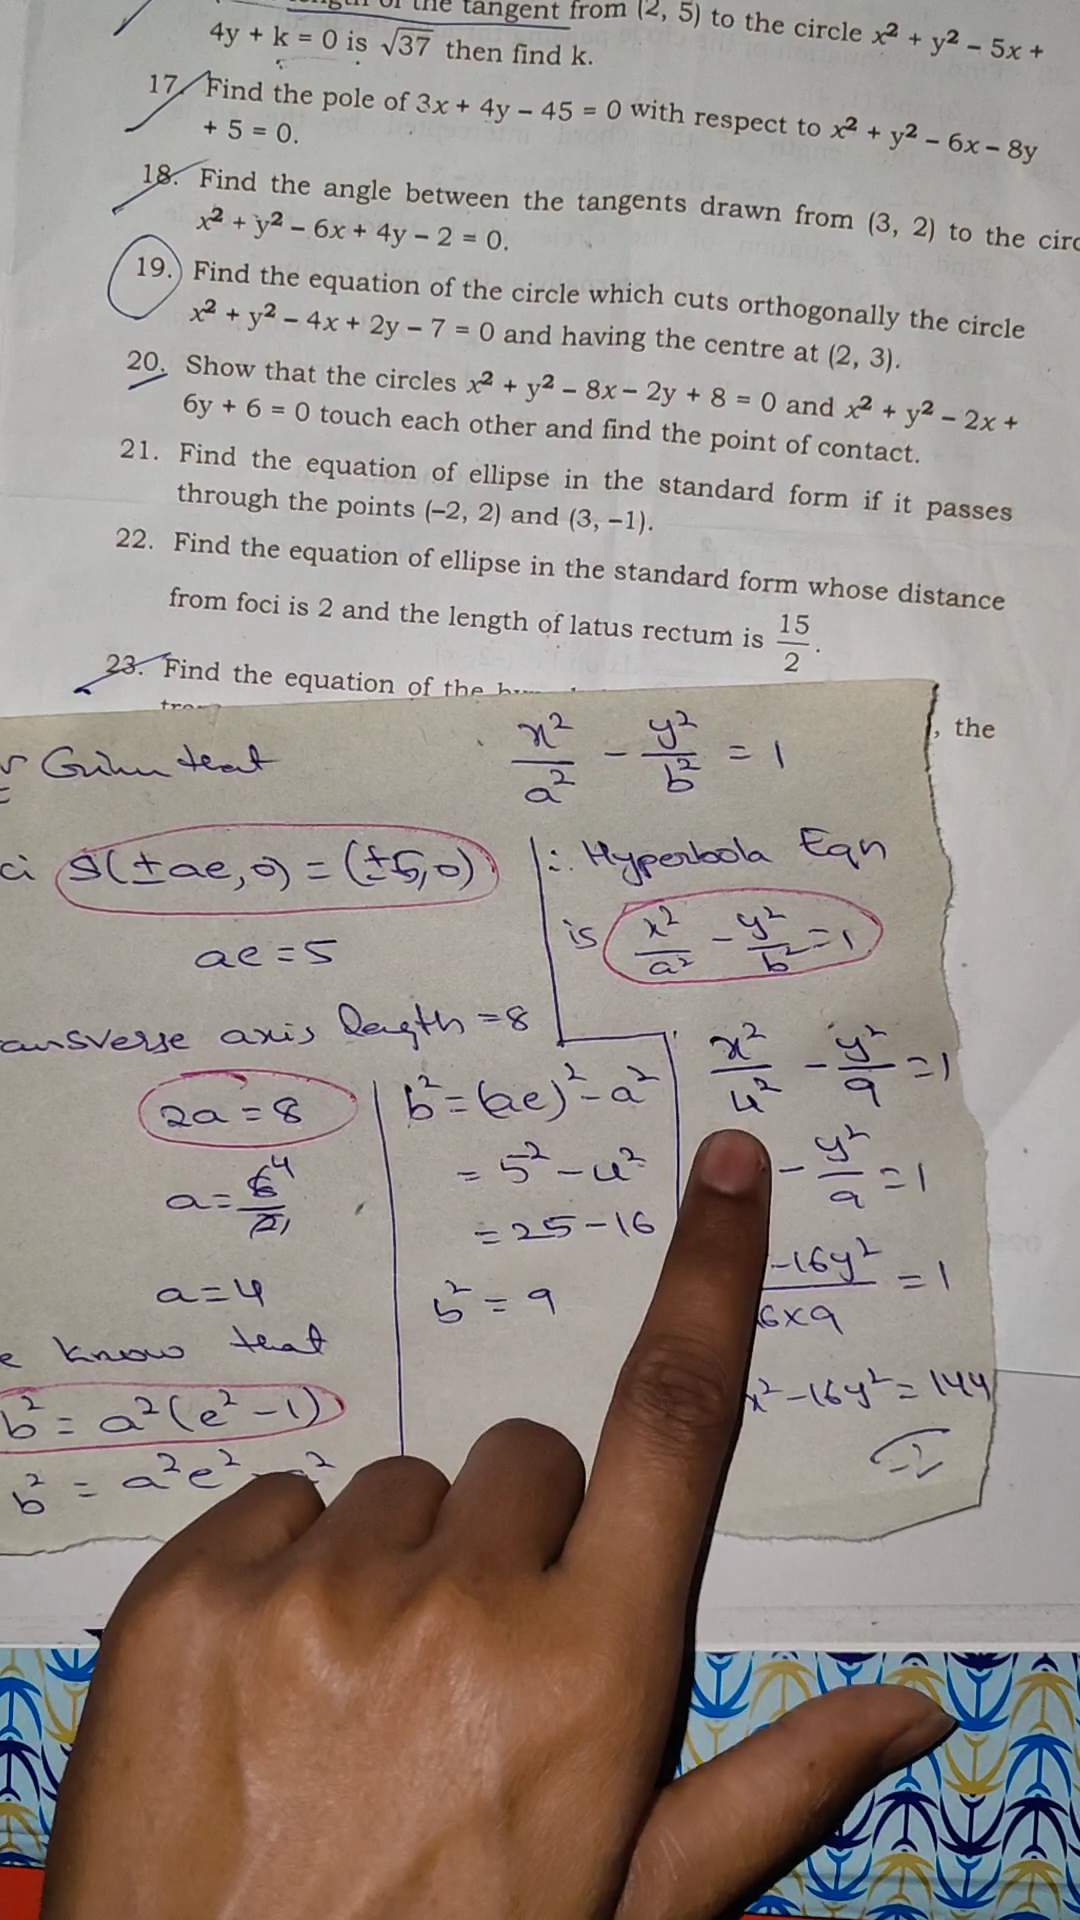 of the tangent from (2, 5) to the circle x² + y² – 5x +
4y + k = 0 is √37 then find k.
17. Find the pole of 3x + 4y – 45 = 0 with respect to x² + y² – 6x – 8y
+ 5 = 0.
18. Find the angle between the tangents drawn from (3, 2) to the circ
x² + y² – 6x + 4y – 2 = 0.
19. Find the equation of the circle which cuts orthogonally the circle
x² + y² – 4x + 2y – 7 = 0 and having the centre at (2, 3).
20. Show that the circles x² + y² – 8x – 2y + 8 = 0 and x² + y² – 2x +
6y + 6 = 0 touch each other and find the point of contact.
21. Find the equation of ellipse in the standard form if it passes
through the points (–2, 2) and (3, –1).
22. Find the equation of ellipse in the standard form whose distance
from foci is 2 and the length of latus rectum is 15/2.
23. Find the equation of the
, the
Given that x²/a² – y²/b² = 1
ci S(±ae, 0) = (±5, 0)
ae = 5
ansverse axis length = 8
2a = 8
a = 8/2 4
a = 4
e know that
b² = a²(e² – 1)
b² = a²e²
b² = (ae)² – a²
= 5² – 4²
= 25 – 16
b² = 9
∴ Hyperbola Eqn
is x²/a² – y²/b² = 1
x²/4² – y²/9 = 1
– y²/9 = 1
–16y²/6×9 = 1
x² – 16y² = 144